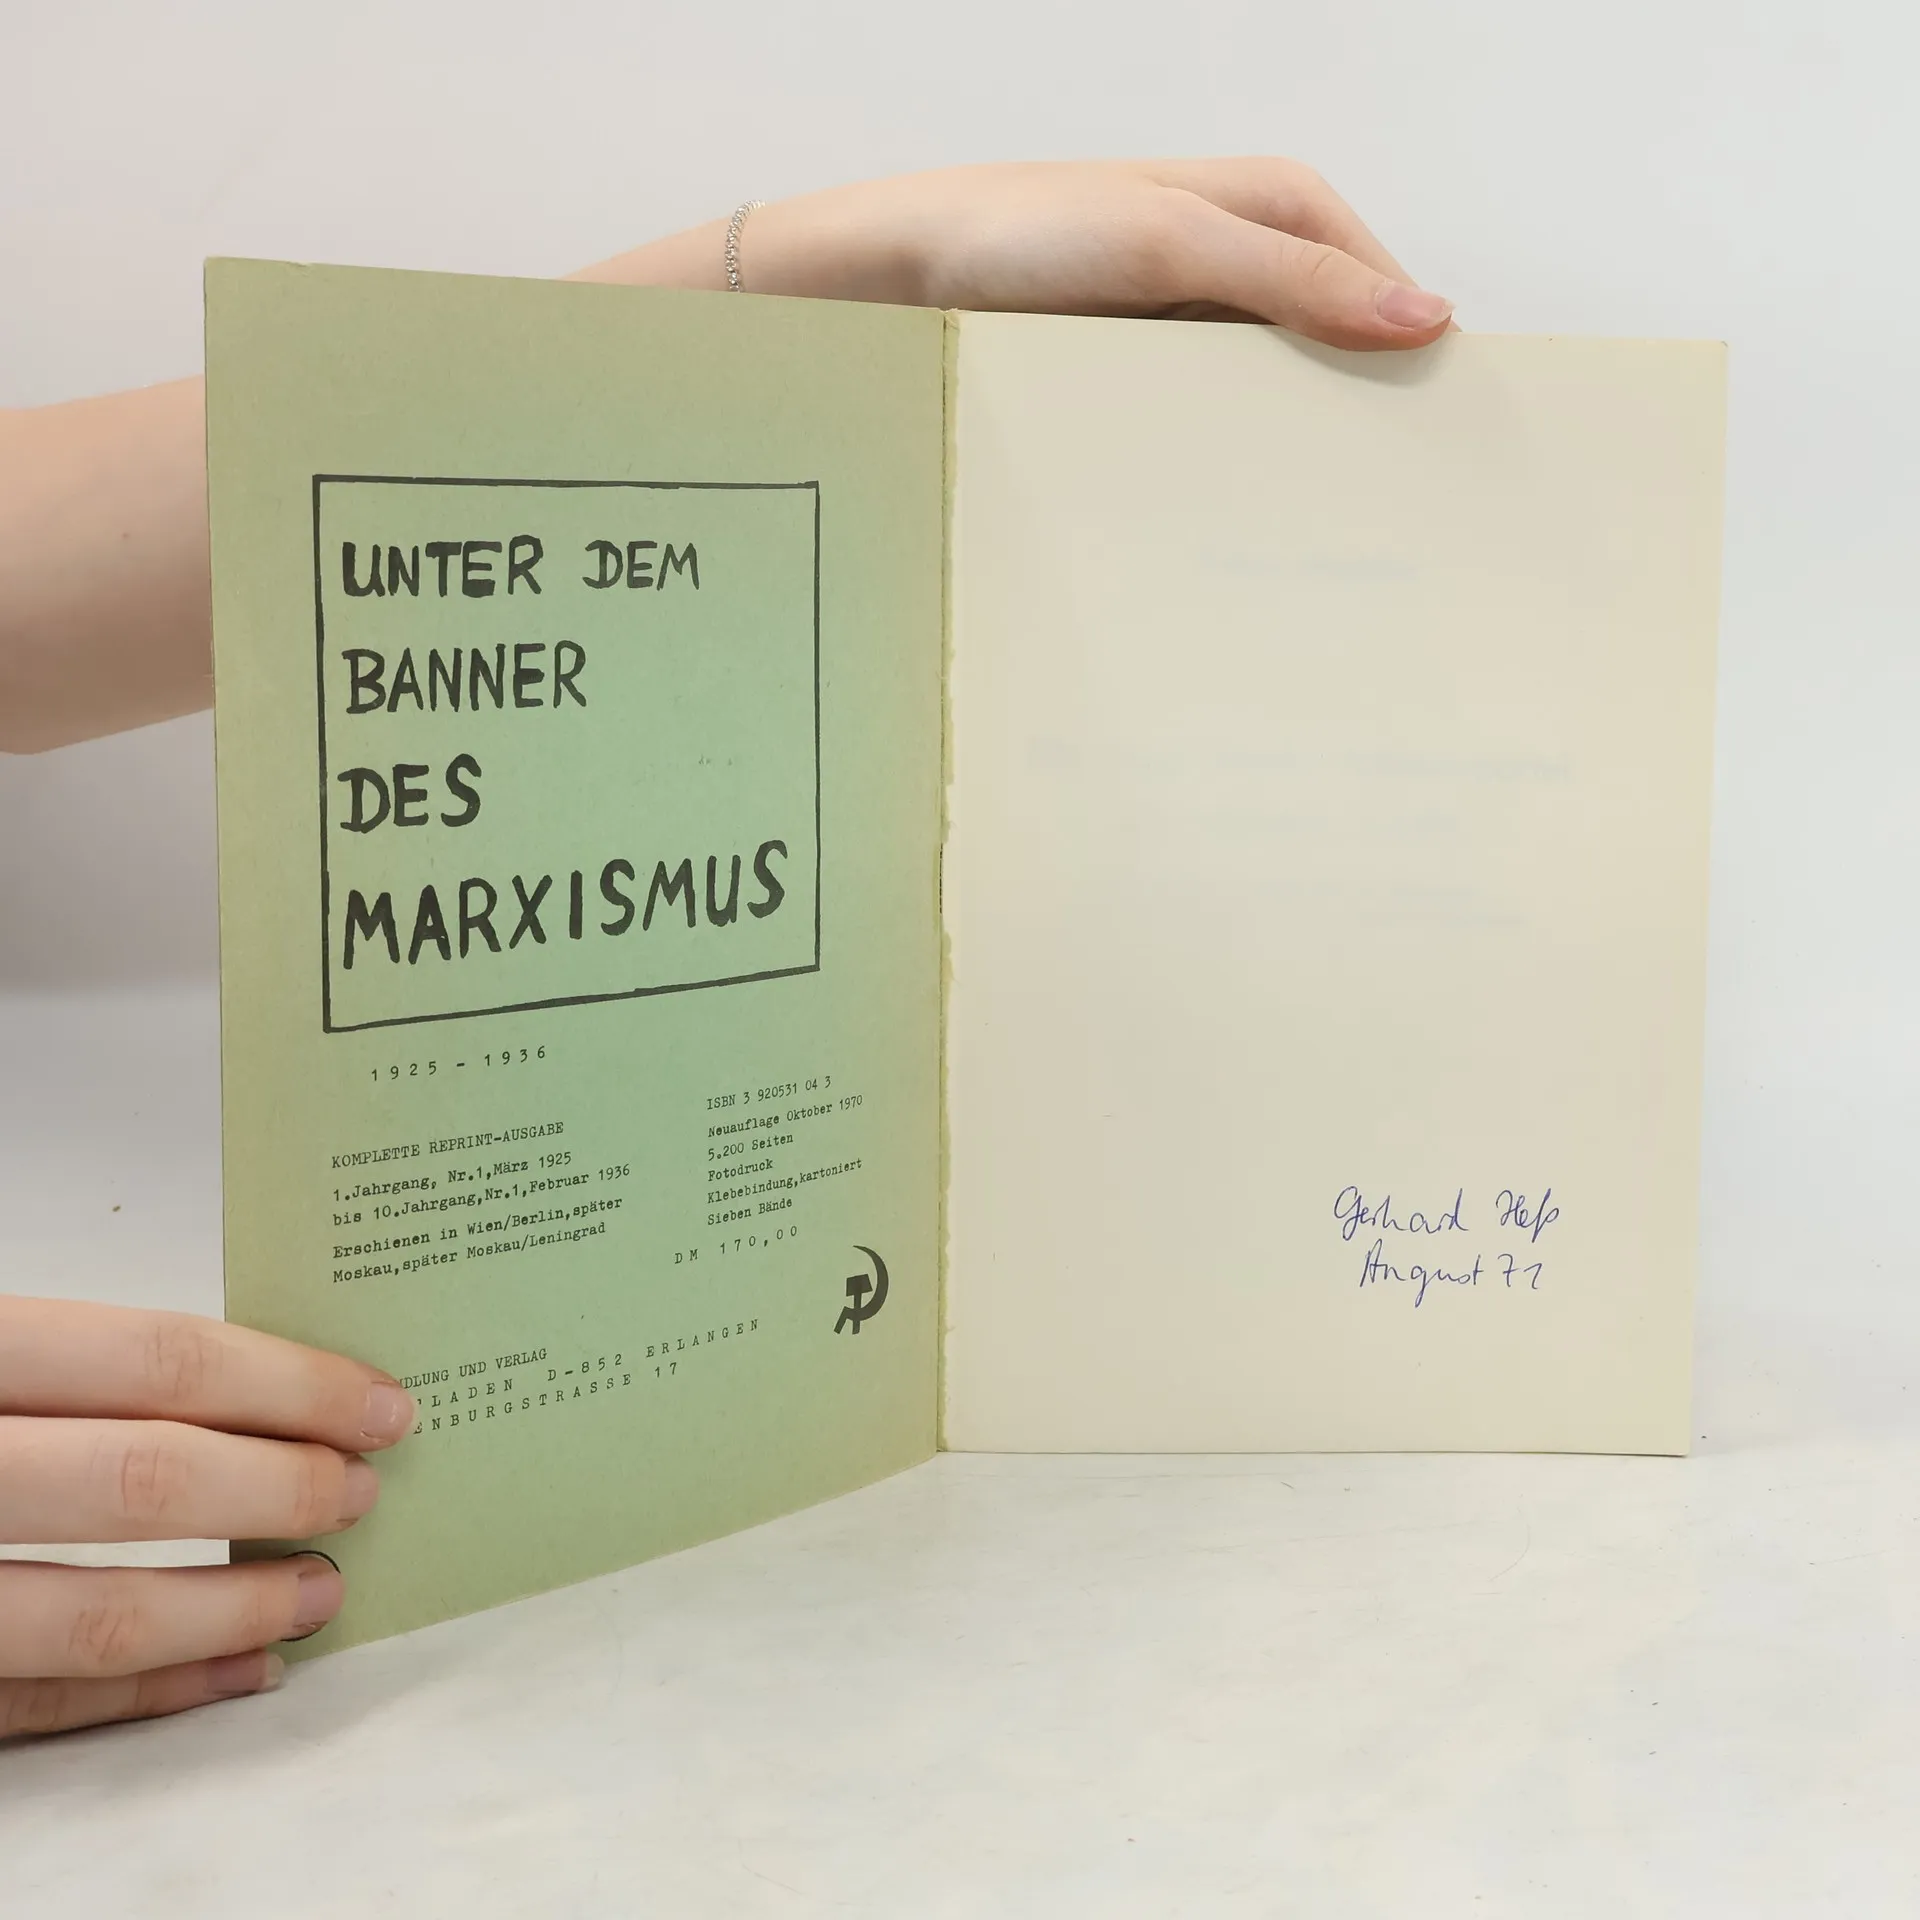 UNTER DEM
BANNER
DES
MARXISMUS
1925 - 1936
KOMPLETTE REPRINT-AUSGABE
1.Jahrgang, Nr.1,März 1925
bis 10.Jahrgang,Nr.1,Februar 1936
Erschienen in Wien/Berlin,später
Moskau,später Moskau/Leningrad
ISBN 3 920531 04 3
Neuauflage Oktober 1970
5.200 Seiten
Fotodruck
Klebebindung,kartoniert
Sieben Bände
DM 170,00
UND VERLAG
D-852 ERLANGEN
17
Gerhard Heß
August 71